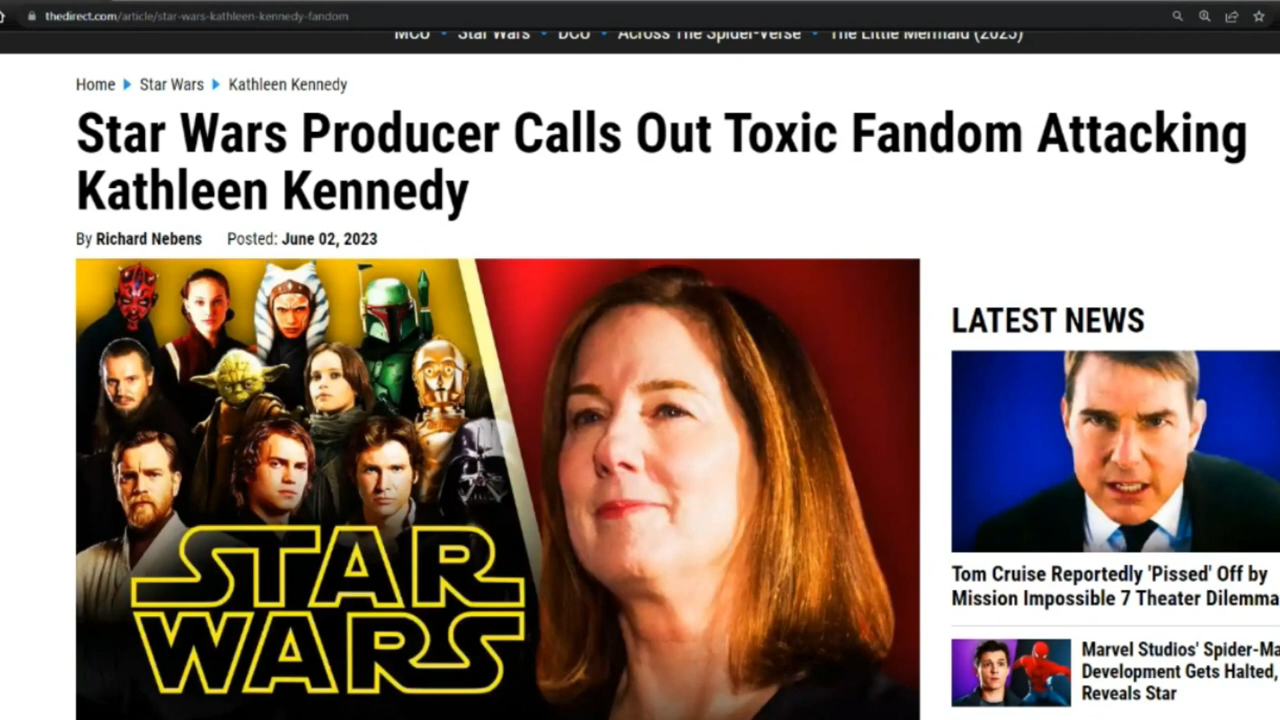 thedirect.com/article/star-wars-kathleen-kennedy-fandom
MCU • Star Wars • DCU • Across The Spider-Verse • The Little Mermaid (2023)
Home ▶ Star Wars ▶ Kathleen Kennedy
Star Wars Producer Calls Out Toxic Fandom Attacking
Kathleen Kennedy
By Richard Nebens Posted: June 02, 2023
STAR
WARS
LATEST NEWS
Tom Cruise Reportedly 'Pissed' Off by
Mission Impossible 7 Theater Dilemma
Marvel Studios' Spider-Ma
Development Gets Halted,
Reveals Star